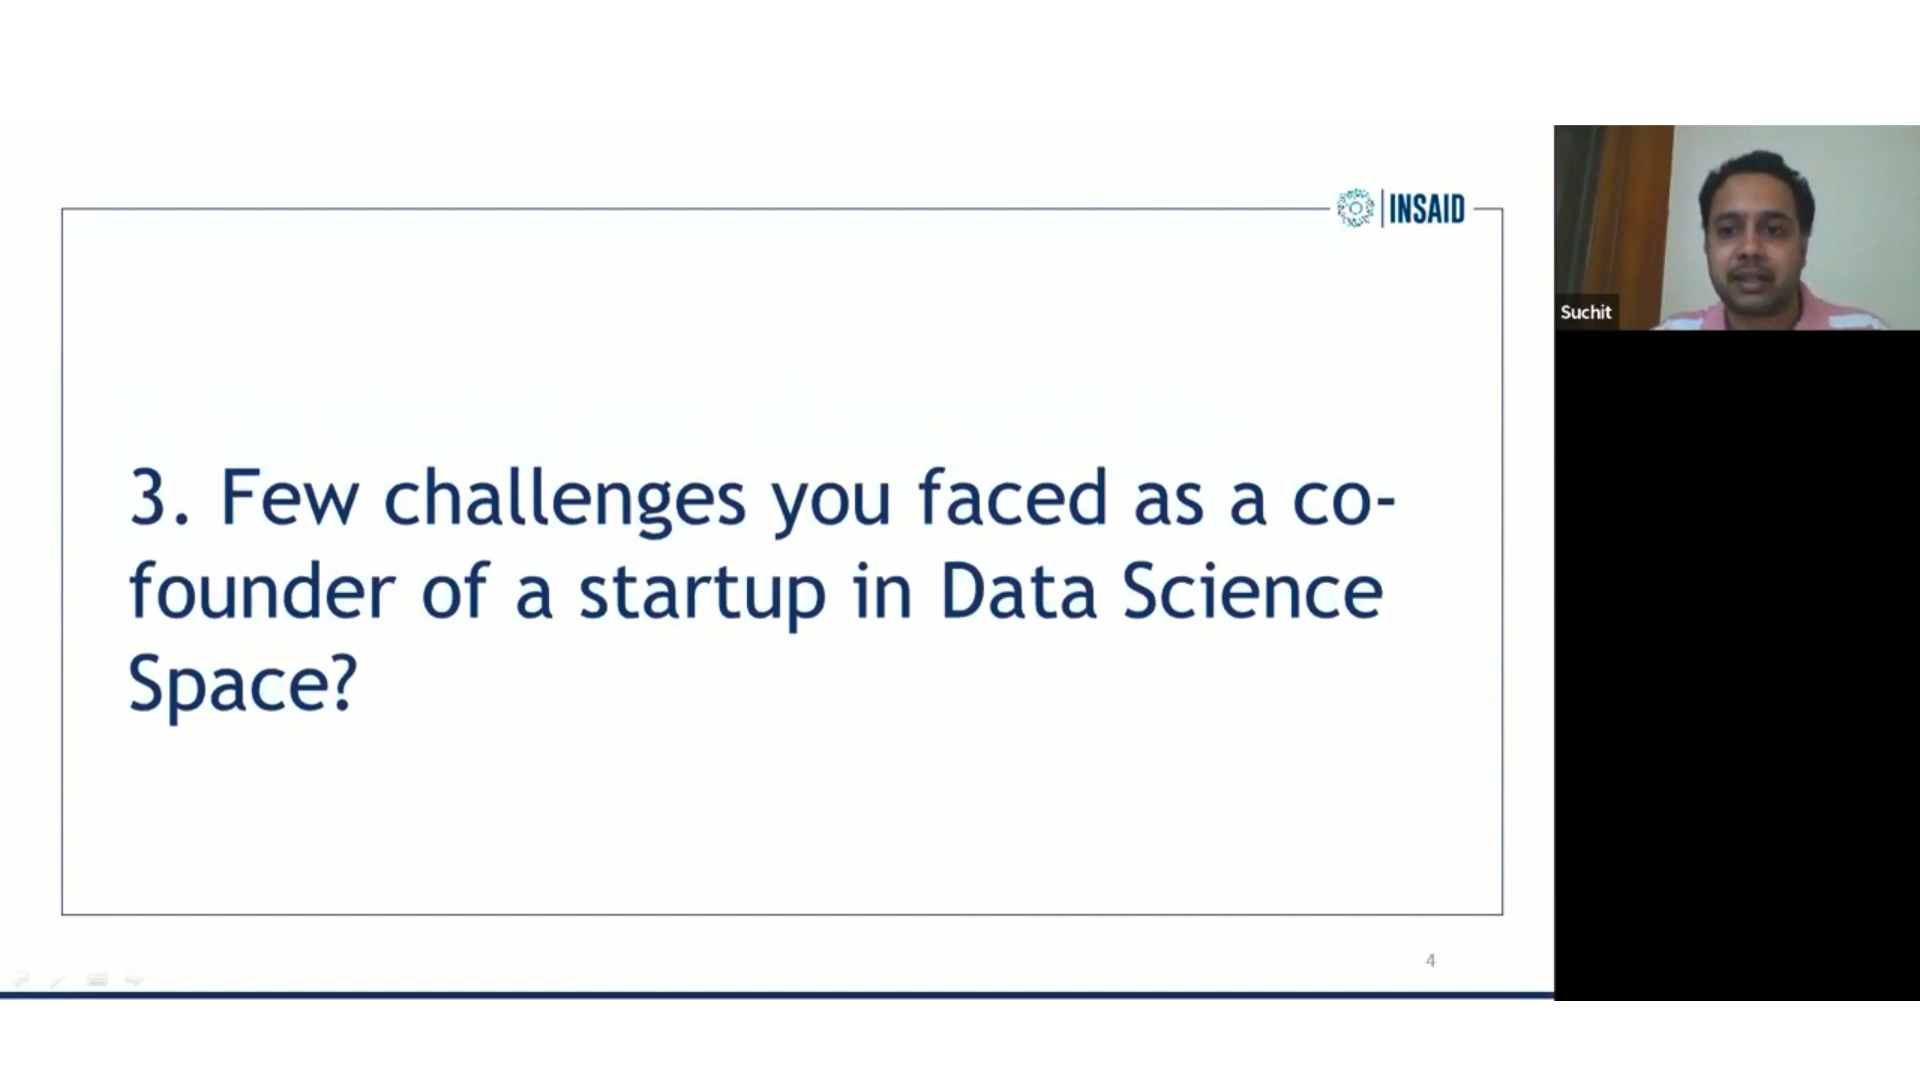 INSAID
3. Few challenges you faced as a co-
founder of a startup in Data Science
Space?
Suchit
4